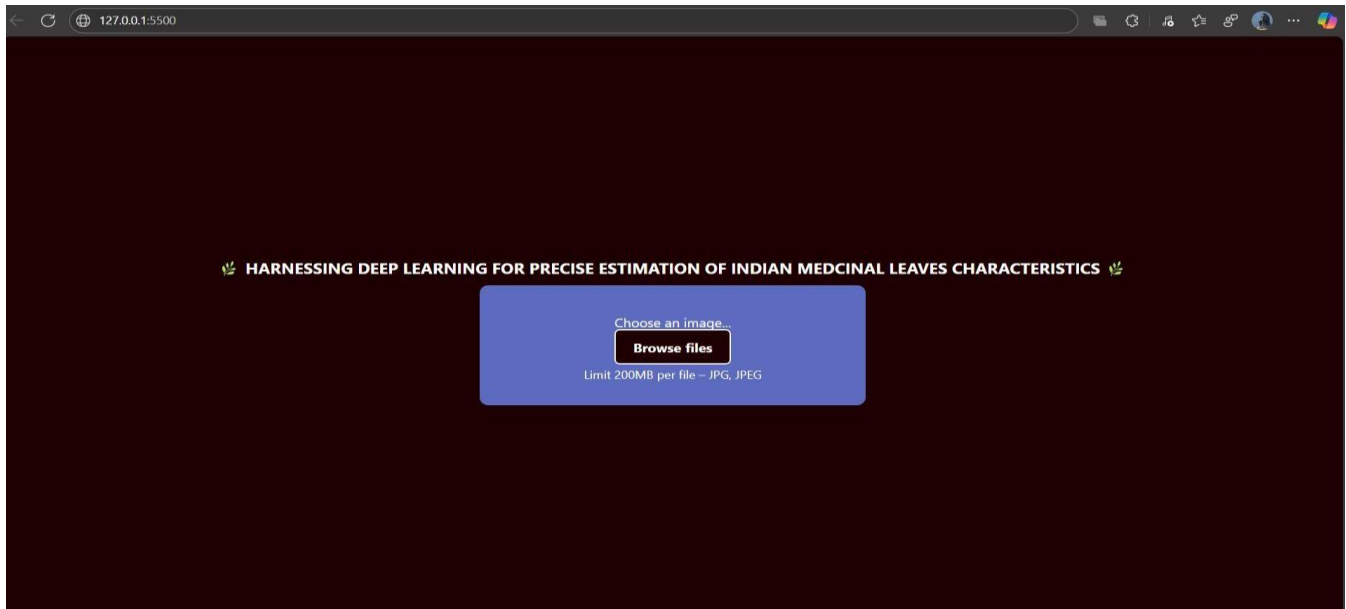 127.0.0.1:5500
🌿 HARNESSING DEEP LEARNING FOR PRECISE ESTIMATION OF INDIAN MEDCINAL LEAVES CHARACTERISTICS 🌿
Choose an image...
Browse files
Limit 200MB per file – JPG, JPEG